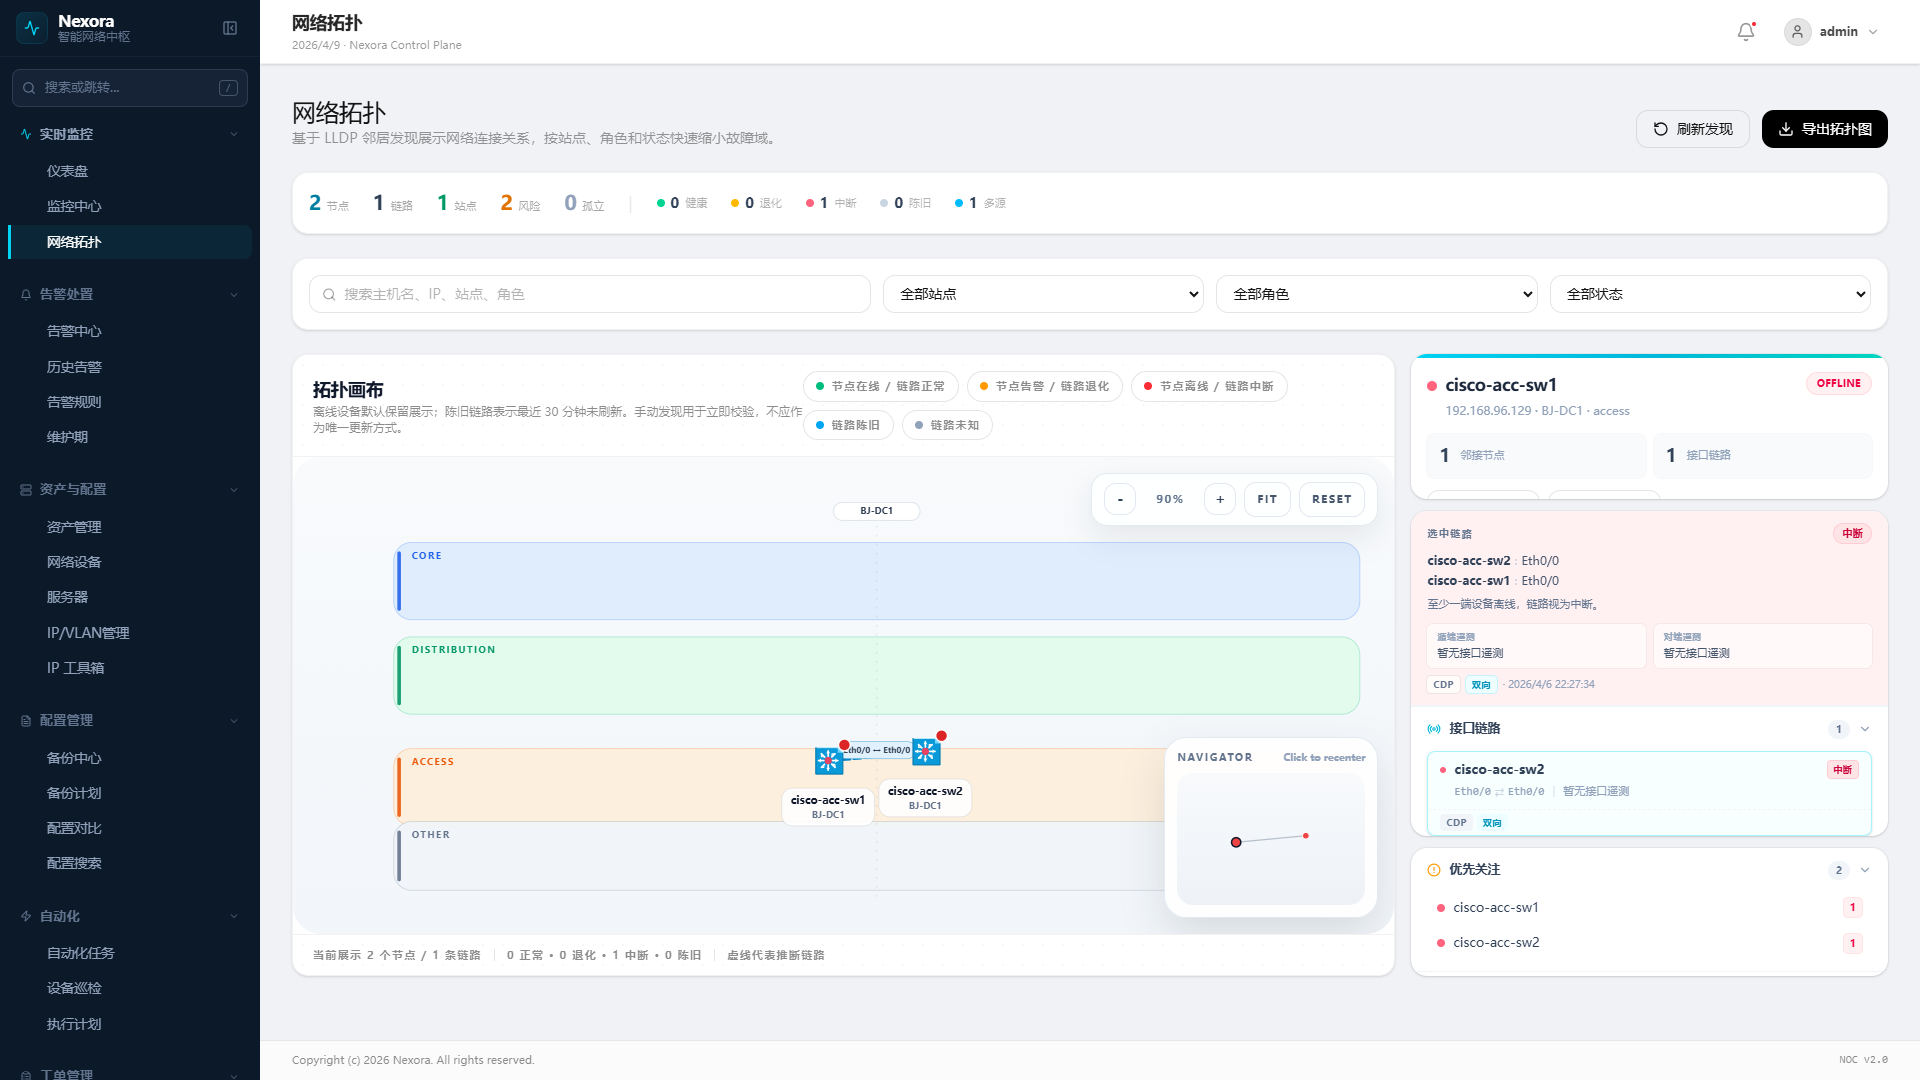 Nexora
智能网络中枢
搜索或跳转...
/
实时监控
仪表盘
监控中心
网络拓扑
告警处置
告警中心
历史告警
告警规则
维护期
资产与配置
资产管理
网络设备
服务器
IP/VLAN管理
IP 工具箱
配置管理
备份中心
备份计划
配置对比
配置搜索
自动化
自动化任务
设备巡检
执行计划
工单管理
网络拓扑
2026/4/9 · Nexora Control Plane
admin
网络拓扑
基于 LLDP 邻居发现展示网络连接关系，按站点、角色和状态快速缩小故障域。
刷新发现
导出拓扑图
2 节点 1 链路 1 站点 2 风险 0 孤立 0 健康 0 退化 1 中断 0 陈旧 1 多源
搜索主机名、IP、站点、角色
全部站点
全部角色
全部状态
拓扑画布
离线设备默认保留展示；陈旧链路表示最近 30 分钟未刷新。手动发现用于立即校验，不应作
为唯一更新方式。
节点在线 / 链路正常
节点告警 / 链路退化
节点离线 / 链路中断
链路陈旧
链路未知
- 90% + FIT RESET
BJ-DC1
CORE
DISTRIBUTION
ACCESS
Eth0/0 ↔ Eth0/0
cisco-acc-sw1
BJ-DC1
cisco-acc-sw2
BJ-DC1
OTHER
NAVIGATOR
Click to recenter
当前展示 2 个节点 / 1 条链路
0 正常 • 0 退化 • 1 中断 • 0 陈旧
虚线代表推断链路
cisco-acc-sw1
OFFLINE
192.168.96.129 · BJ-DC1 · access
1 邻接节点
1 接口链路
选中链路
中断
cisco-acc-sw2 : Eth0/0
cisco-acc-sw1 : Eth0/0
至少一端设备离线，链路视为中断。
源端遥测
暂无接口遥测
对端遥测
暂无接口遥测
CDP 双向 · 2026/4/6 22:27:34
接口链路
1
cisco-acc-sw2
中断
Eth0/0 ⇄ Eth0/0 | 暂无接口遥测
CDP 双向
优先关注
2
cisco-acc-sw1
1
cisco-acc-sw2
1
Copyright (c) 2026 Nexora. All rights reserved.
NOC v2.0